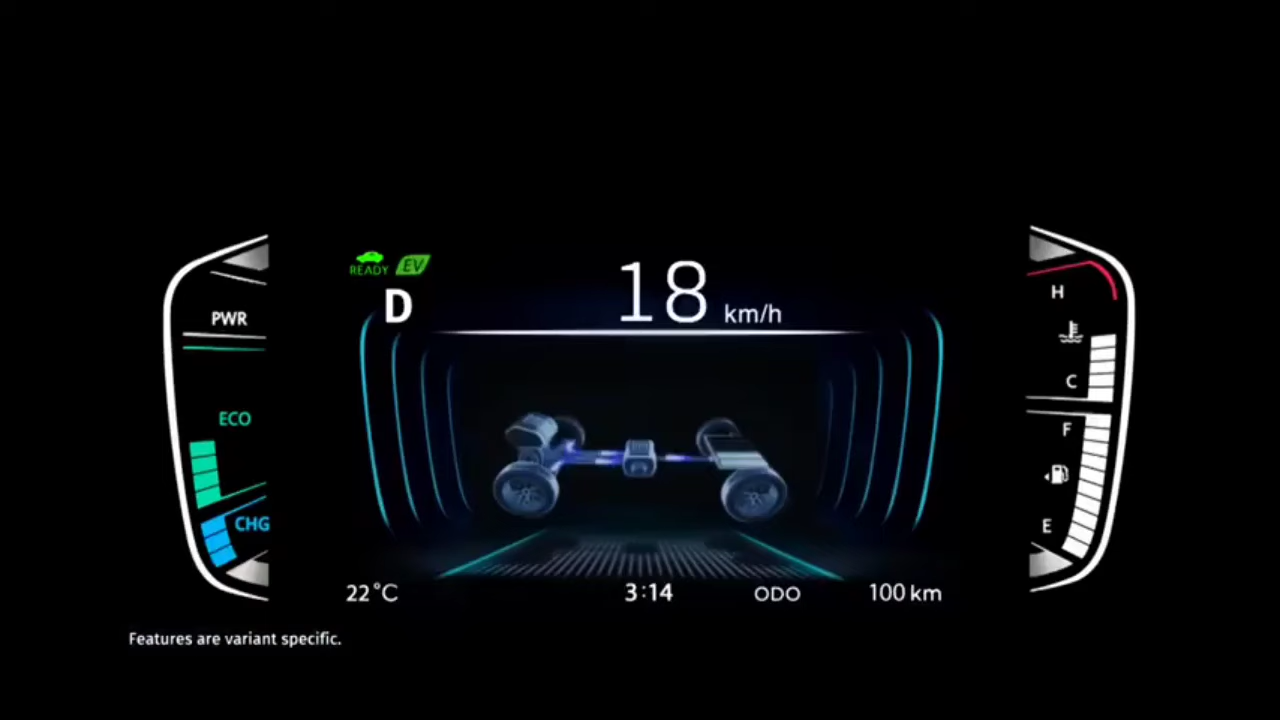 READY EV
D
18 km/h
PWR
ECO
CHG
H
C
F
E
22°C
3:14
ODO
100 km
Features are variant specific.